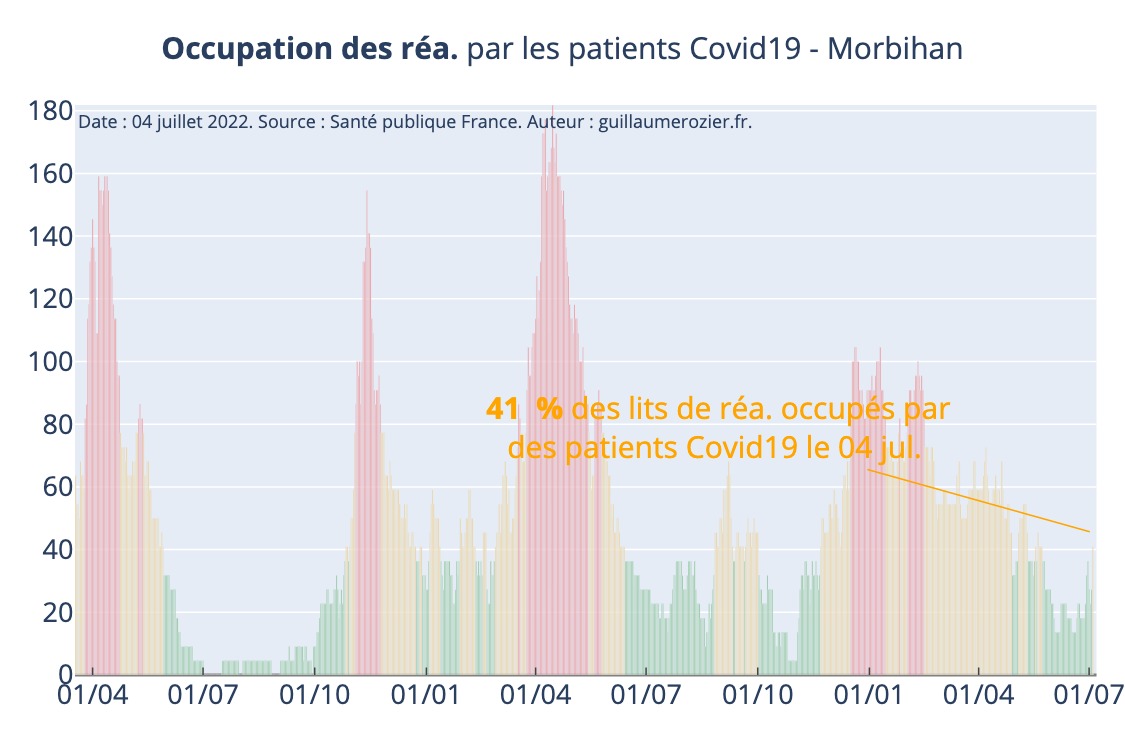 Occupation des réa. par les patients Covid19 - Morbihan
180
Date : 04 juillet 2022. Source : Santé publique France. Auteur : guillaumerozier.fr.
160
140
120
100
80
41 % des lits de réa. occupés par
des patients Covid19 le 04 jul.
60
40
20
0
01/04 01/07 01/10 01/01 01/04 01/07 01/10 01/01 01/04 01/07